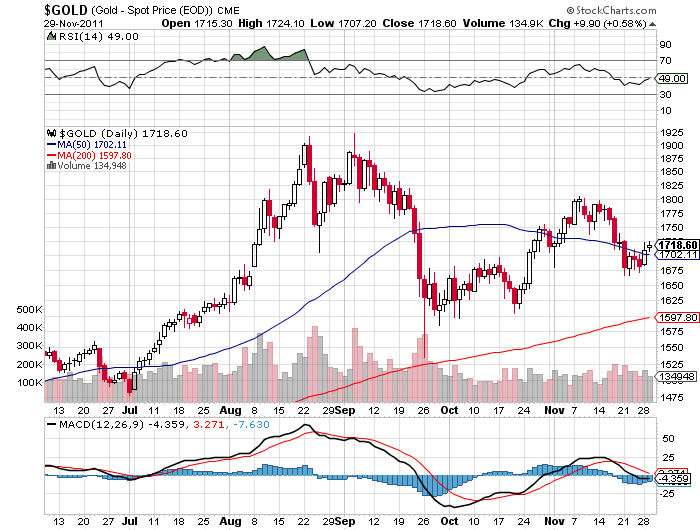 $GOLD (Gold - Spot Price (EOD)) CME © StockCharts.com
29-Nov-2011 Open 1715.30 High 1724.10 Low 1707.20 Close 1718.60 Volume 134.9K Chg +9.90 (+0.58%)
RSI(14) 49.00
90
70
49.00
30
10
$GOLD (Daily) 1718.60
MA(50) 1702.11
MA(200) 1597.80
Volume 134,948
1925
1900
1875
1850
1825
1800
1775
1750
1718.60
1702.11
1675
1650
1625
1597.80
1575
1550
1525
1500
134948
1475
500K
400K
300K
200K
100K
13 20 27 Jul 11 18 25 Aug 8 15 22 Sep 12 19 26 Oct 10 17 24 Nov 7 14 21 28
MACD(12,26,9) -4.359, 3.271, -7.630
50
25
-4.359
-25
13 20 27 Jul 11 18 25 Aug 8 15 22 Sep 12 19 26 Oct 10 17 24 Nov 7 14 21 28